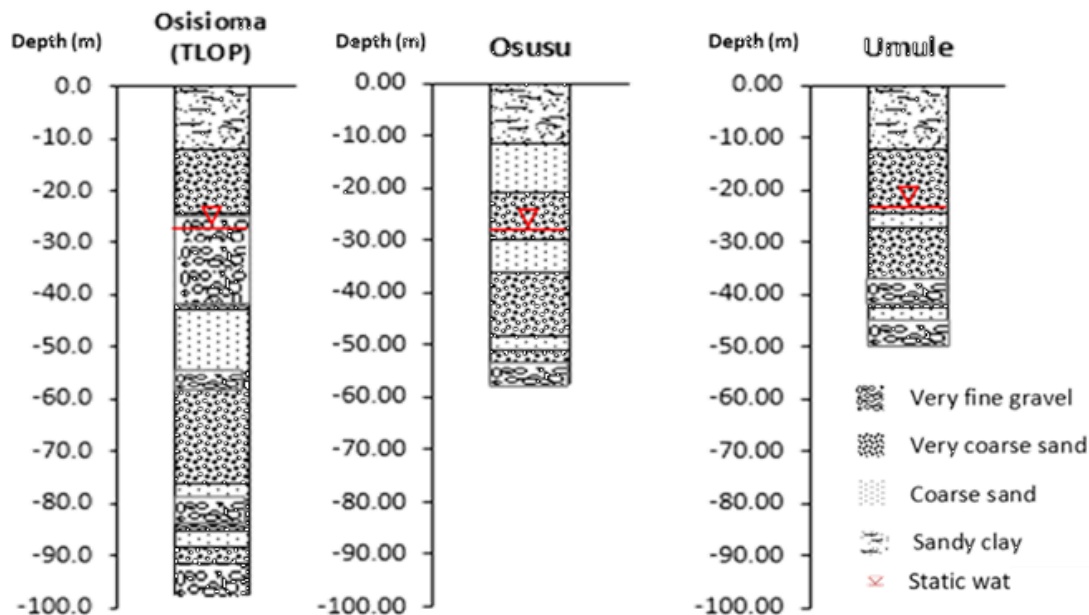 Osisioma
(TLOP)
Depth (m)
0.0
-10.0
-20.0
-30.0
-40.0
-50.0
-60.0
-70.0
-80.0
-90.0
-100.0
Osusu
Depth (m)
0.00
-10.00
-20.00
-30.00
-40.00
-50.00
-60.00
-70.00
-80.00
-90.00
-100.00
Umule
Depth (m)
0.00
-10.00
-20.00
-30.00
-40.00
-50.00
-60.00
-70.00
-80.00
-90.00
-100.00
Very fine gravel
Very coarse sand
Coarse sand
Sandy clay
Static wat